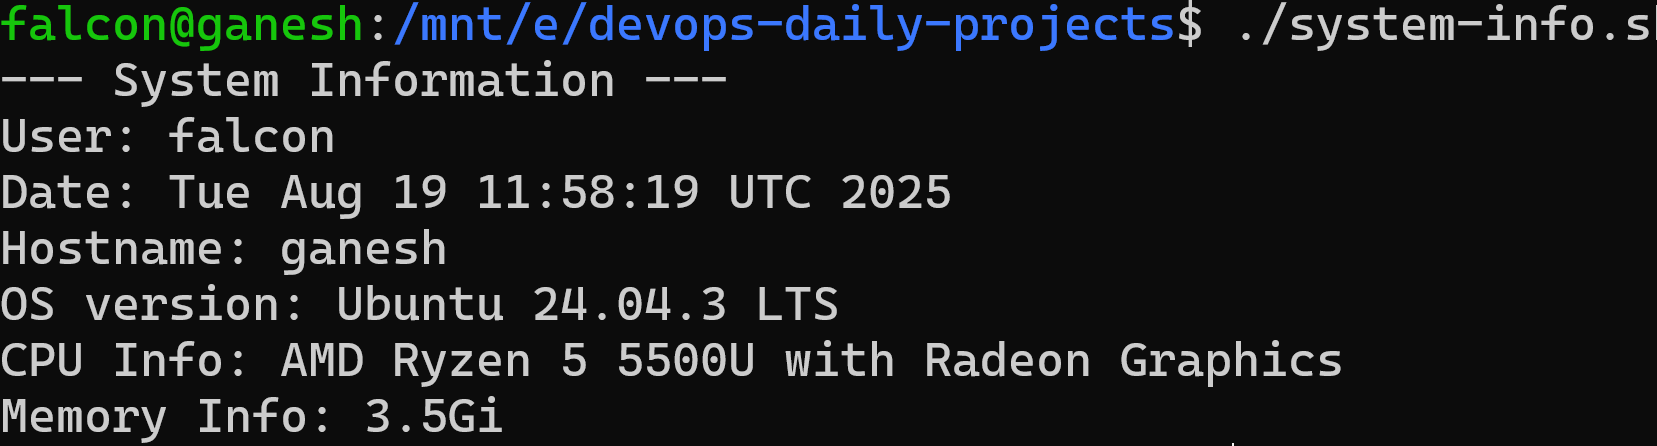 falcon@ganesh:/mnt/e/devops-daily-projects$ ./system-info.s
--- System Information ---
User: falcon
Date: Tue Aug 19 11:58:19 UTC 2025
Hostname: ganesh
OS version: Ubuntu 24.04.3 LTS
CPU Info: AMD Ryzen 5 5500U with Radeon Graphics
Memory Info: 3.5Gi